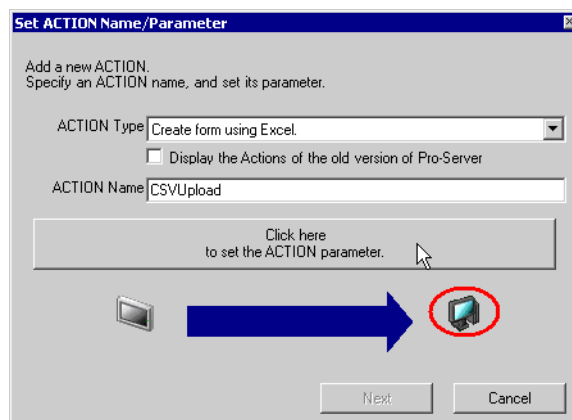 Set ACTION Name/Parameter
Add a new ACTION.
Specify an ACTION name, and set its parameter.
ACTION Type
Create form using Excel.
Display the Actions of the old version of Pro-Server
ACTION Name
CSVUpload
Click here
to set the ACTION parameter.
Next
Cancel